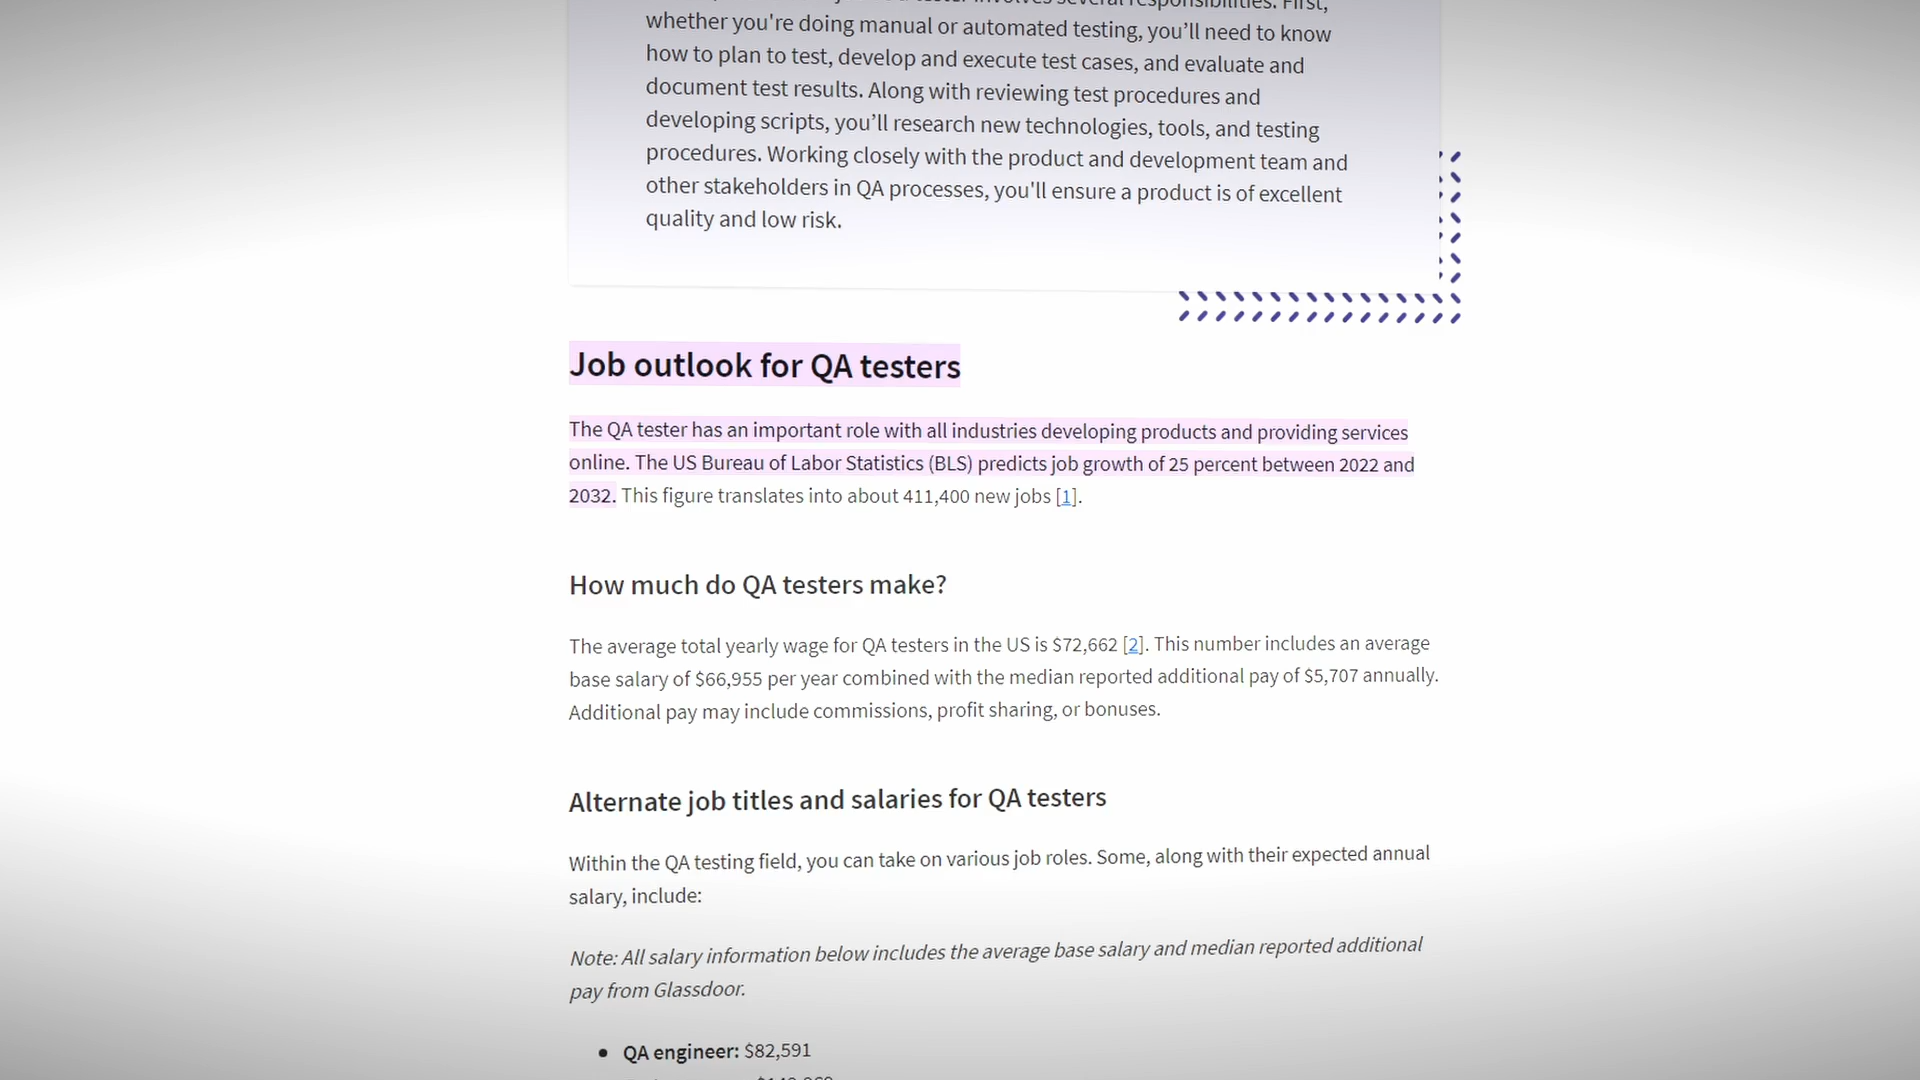 responsibilities. First,
whether you're doing manual or automated testing, you’ll need to know
how to plan to test, develop and execute test cases, and evaluate and
document test results. Along with reviewing test procedures and
developing scripts, you’ll research new technologies, tools, and testing
procedures. Working closely with the product and development team and
other stakeholders in QA processes, you'll ensure a product is of excellent
quality and low risk.
Job outlook for QA testers
The QA tester has an important role with all industries developing products and providing services
online. The US Bureau of Labor Statistics (BLS) predicts job growth of 25 percent between 2022 and
2032. This figure translates into about 411,400 new jobs [1].
How much do QA testers make?
The average total yearly wage for QA testers in the US is $72,662 [2]. This number includes an average
base salary of $66,955 per year combined with the median reported additional pay of $5,707 annually.
Additional pay may include commissions, profit sharing, or bonuses.
Alternate job titles and salaries for QA testers
Within the QA testing field, you can take on various job roles. Some, along with their expected annual
salary, include:
Note: All salary information below includes the average base salary and median reported additional
pay from Glassdoor.
• QA engineer: $82,591